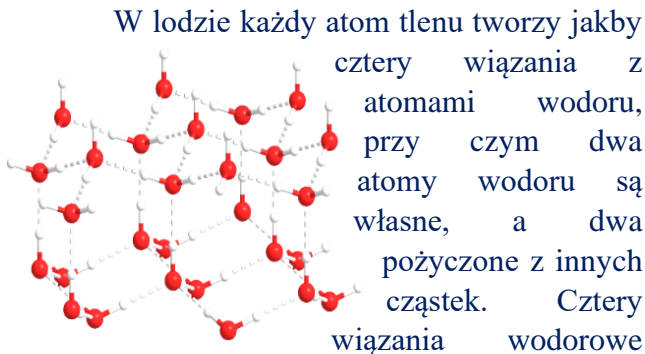 W lodzie każdy atom tlenu tworzy jakby
cztery wiązania z
atomami wodoru,
przy czym dwa
atomy wodoru są
własne, a dwa
pożyczone z innych
cząstek. Cztery
wiązania wodorowe